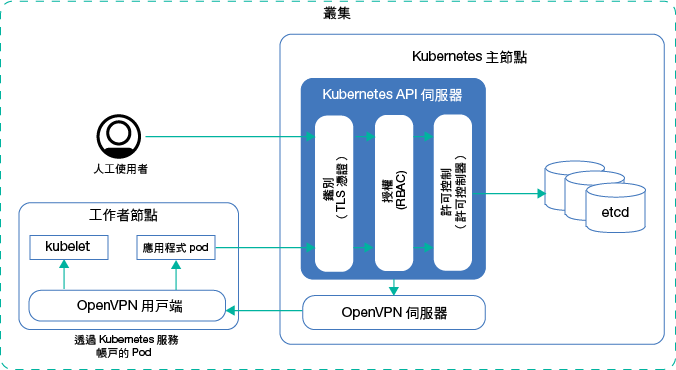 叢集
Kubernetes 主節點
Kubernetes API 伺服器
人工使用者
鑑別
(TLS 憑證)
授權
(RBAC)
許可控制
(許可控制器)
etcd
工作者節點
kubelet
應用程式 pod
OpenVPN 用戶端
OpenVPN 伺服器
透過 Kubernetes 服務
帳戶的 Pod